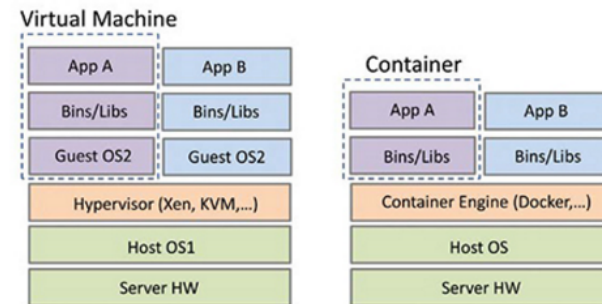 Virtual Machine
App A
App B
Bins/Libs
Bins/Libs
Guest OS2
Guest OS2
Hypervisor (Xen, KVM,...)
Host OS1
Server HW
Container
App A
App B
Bins/Libs
Bins/Libs
Container Engine (Docker,...)
Host OS
Server HW